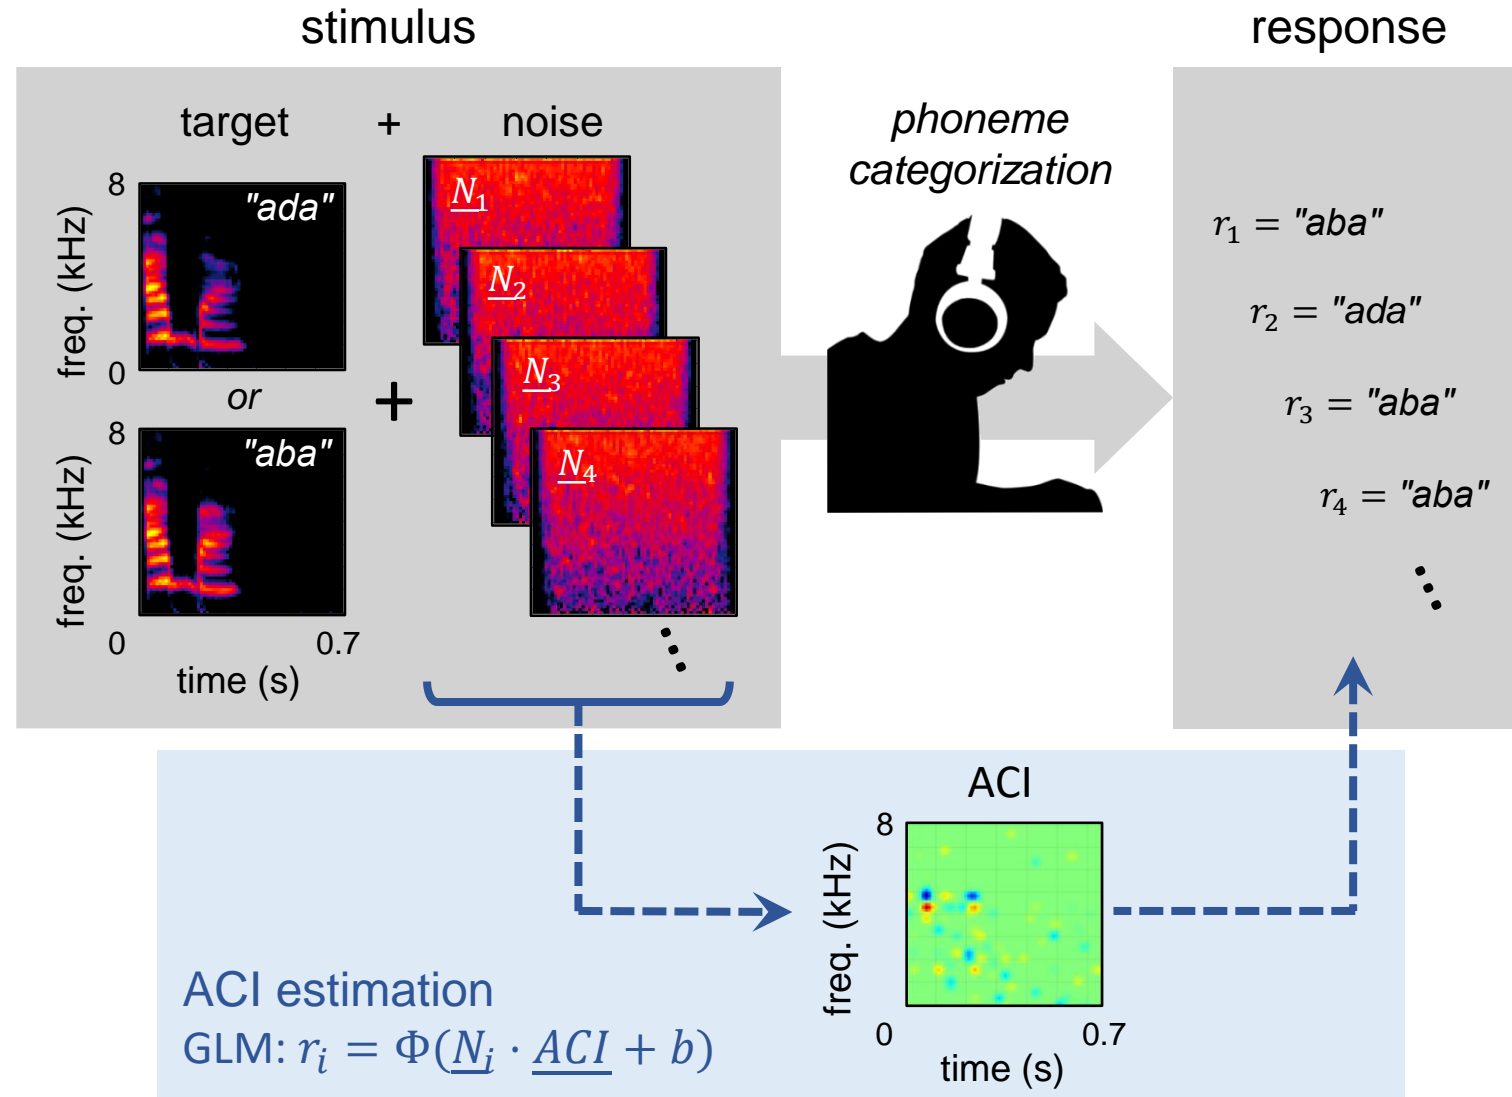 stimulus
response
target + noise
phoneme
categorization
8
freq. (kHz)
0
"ada"
or
8
freq. (kHz)
0
0.7
time (s)
"aba"
+
N₁
N₂
N₃
N₄
r₁ = "aba"
r₂ = "ada"
r₃ = "aba"
r₄ = "aba"
ACI
8
freq. (kHz)
0
0.7
time (s)
ACI estimation
GLM: rᵢ = Φ(Nᵢ · ACI + b)